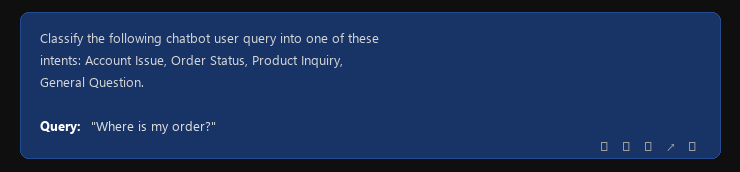 Classify the following chatbot user query into one of these
intents: Account Issue, Order Status, Product Inquiry,
General Question.
Query: "Where is my order?"